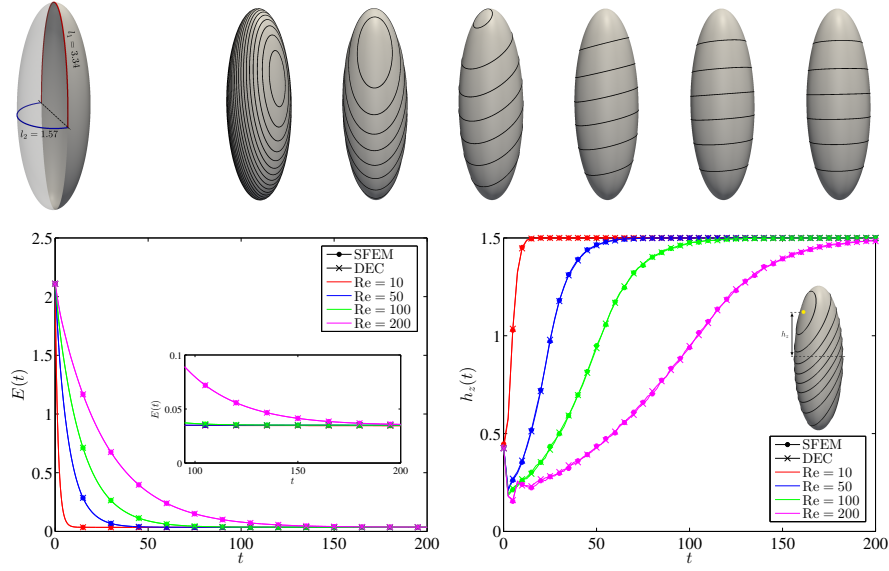 l₁ = 3.34
l₂ = 1.57
2.5
2
1.5
1
0.5
0
0
50
100
150
200
E(t)
t
SFEM
DEC
Re = 10
Re = 50
Re = 100
Re = 200
0.1
0.05
0
100
150
200
E(t)
t
1.5
1
0.5
0
0
50
100
150
200
h_z(t)
t
h_z
SFEM
DEC
Re = 10
Re = 50
Re = 100
Re = 200